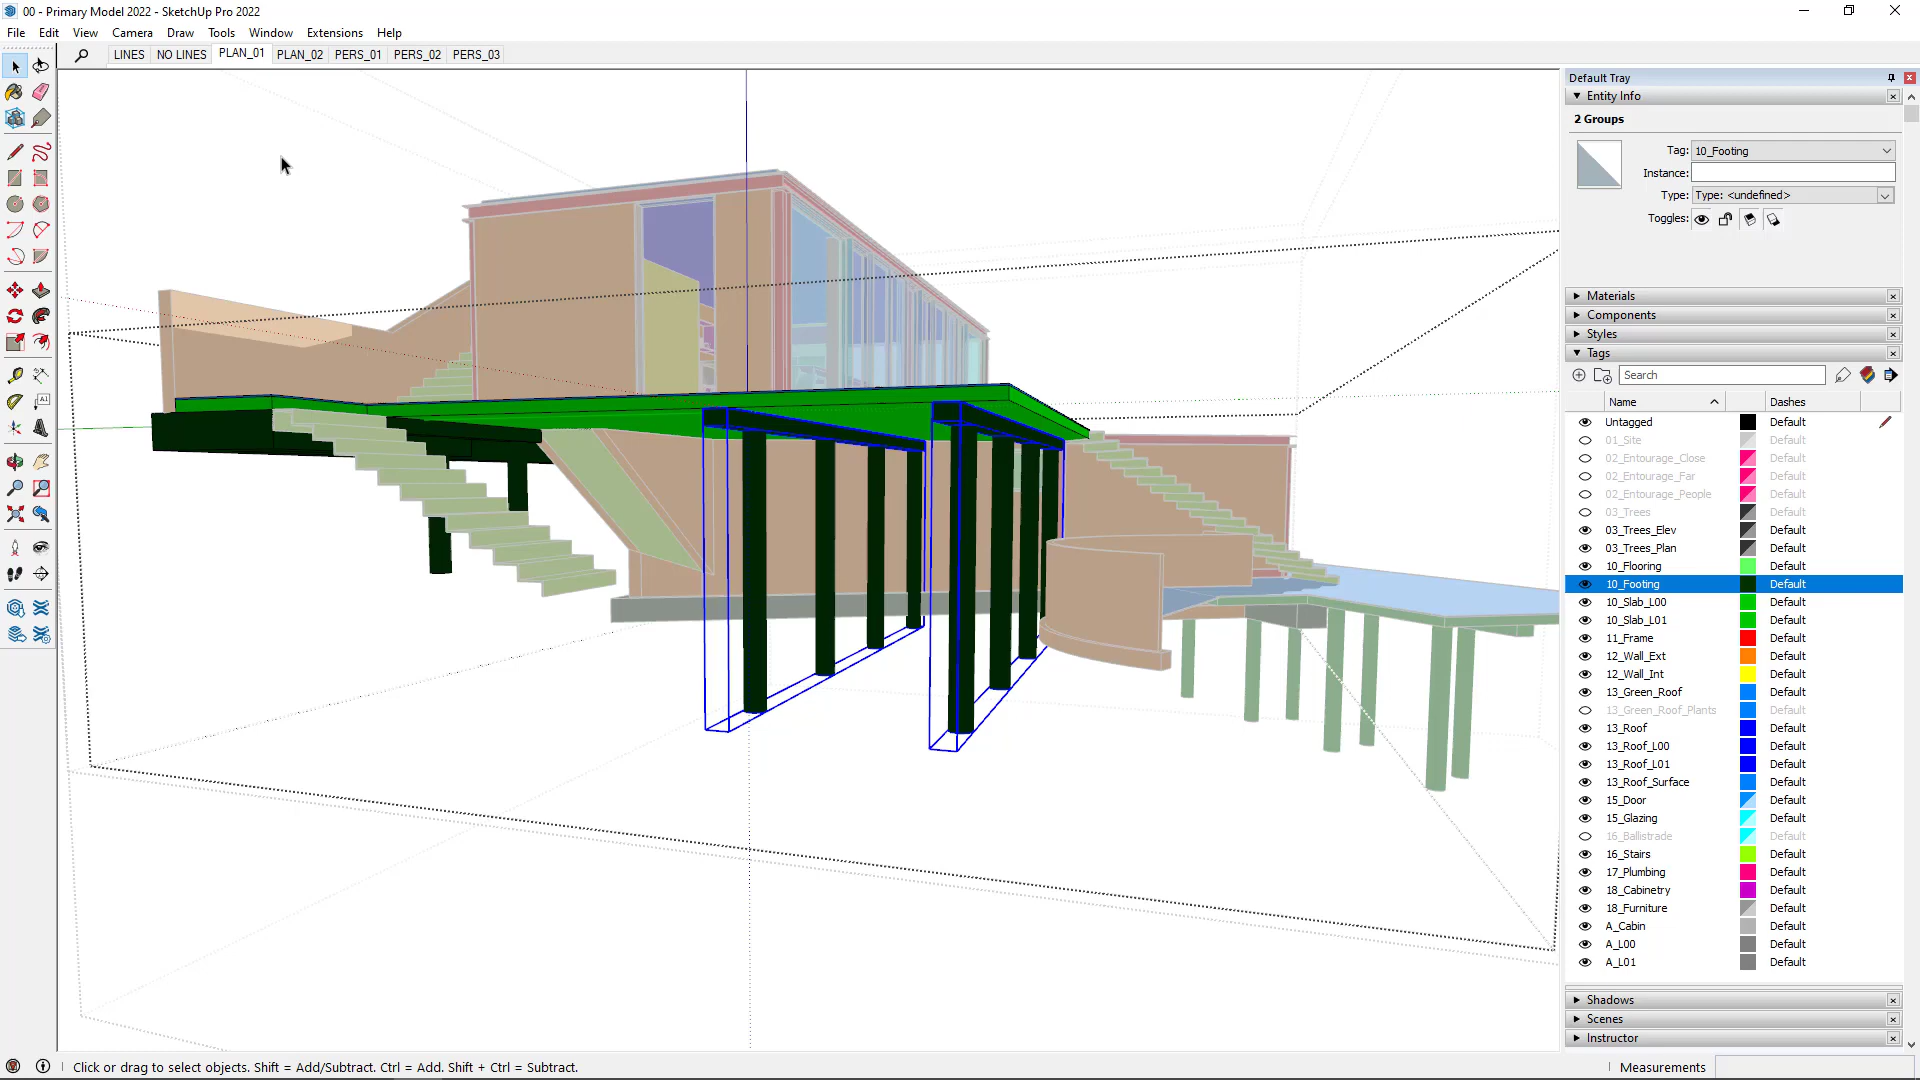 00 - Primary Model 2022 - SketchUp Pro 2022
File Edit View Camera Draw Tools Window Extensions Help
LINES NO LINES PLAN_01 PLAN_02 PERS_01 PERS_02 PERS_03
Default Tray
Entity Info
2 Groups
Tag: 10_Footing
Instance:
Type: Type: <undefined>
Toggles:
Materials
Components
Styles
Tags
Search
Name Dashes
Untagged Default
01_Site Default
02_Entourage_Close Default
02_Entourage_Far Default
02_Entourage_People Default
03_Trees Default
03_Trees_Elev Default
03_Trees_Plan Default
10_Flooring Default
10_Footing Default
10_Slab_L00 Default
10_Slab_L01 Default
11_Frame Default
12_Wall_Ext Default
12_Wall_Int Default
13_Green_Roof Default
13_Green_Roof_Plants Default
13_Roof Default
13_Roof_L00 Default
13_Roof_L01 Default
13_Roof_Surface Default
15_Door Default
15_Glazing Default
16_Ballistrade Default
16_Stairs Default
17_Plumbing Default
18_Cabinetry Default
18_Furniture Default
A_Cabin Default
A_L00 Default
A_L01 Default
Shadows
Scenes
Instructor
Click or drag to select objects. Shift = Add/Subtract. Ctrl = Add. Shift + Ctrl = Subtract.
Measurements